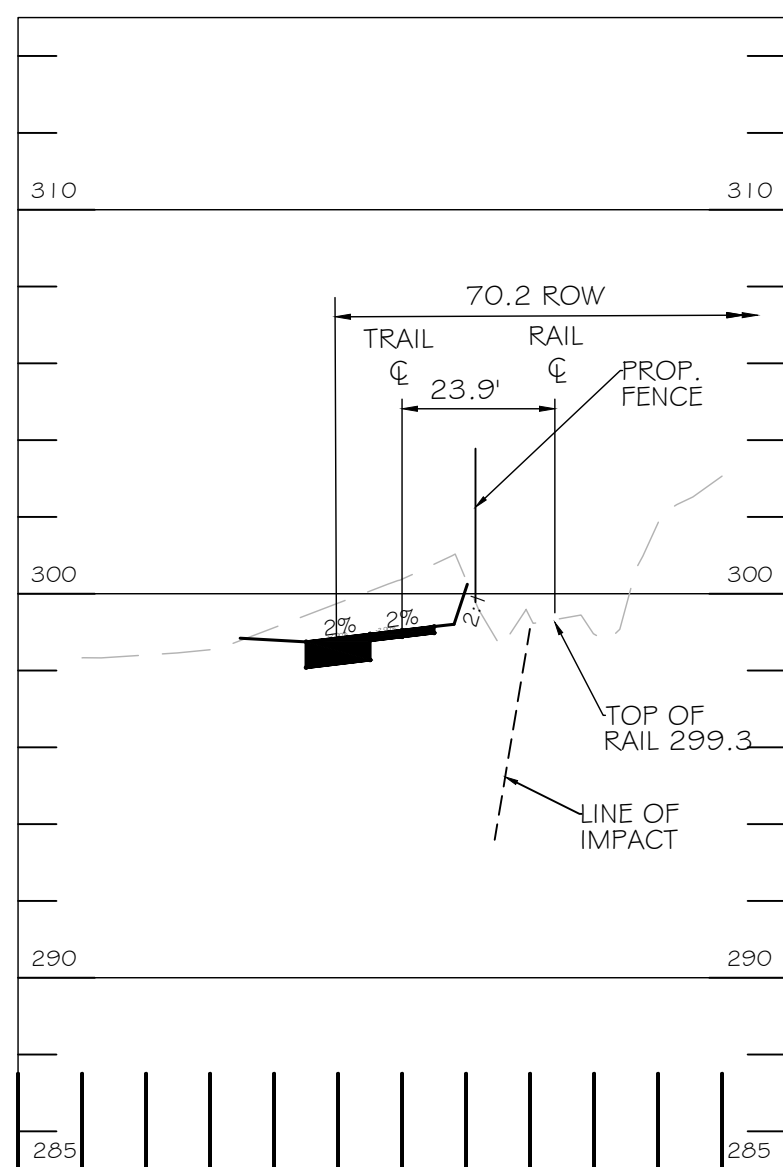 310 310
70.2 ROW
TRAIL
℄
RAIL
℄
23.9'
PROP.
FENCE
300 300
2% 2%
2:1
TOP OF
RAIL 299.3
LINE OF
IMPACT
290 290
285 285